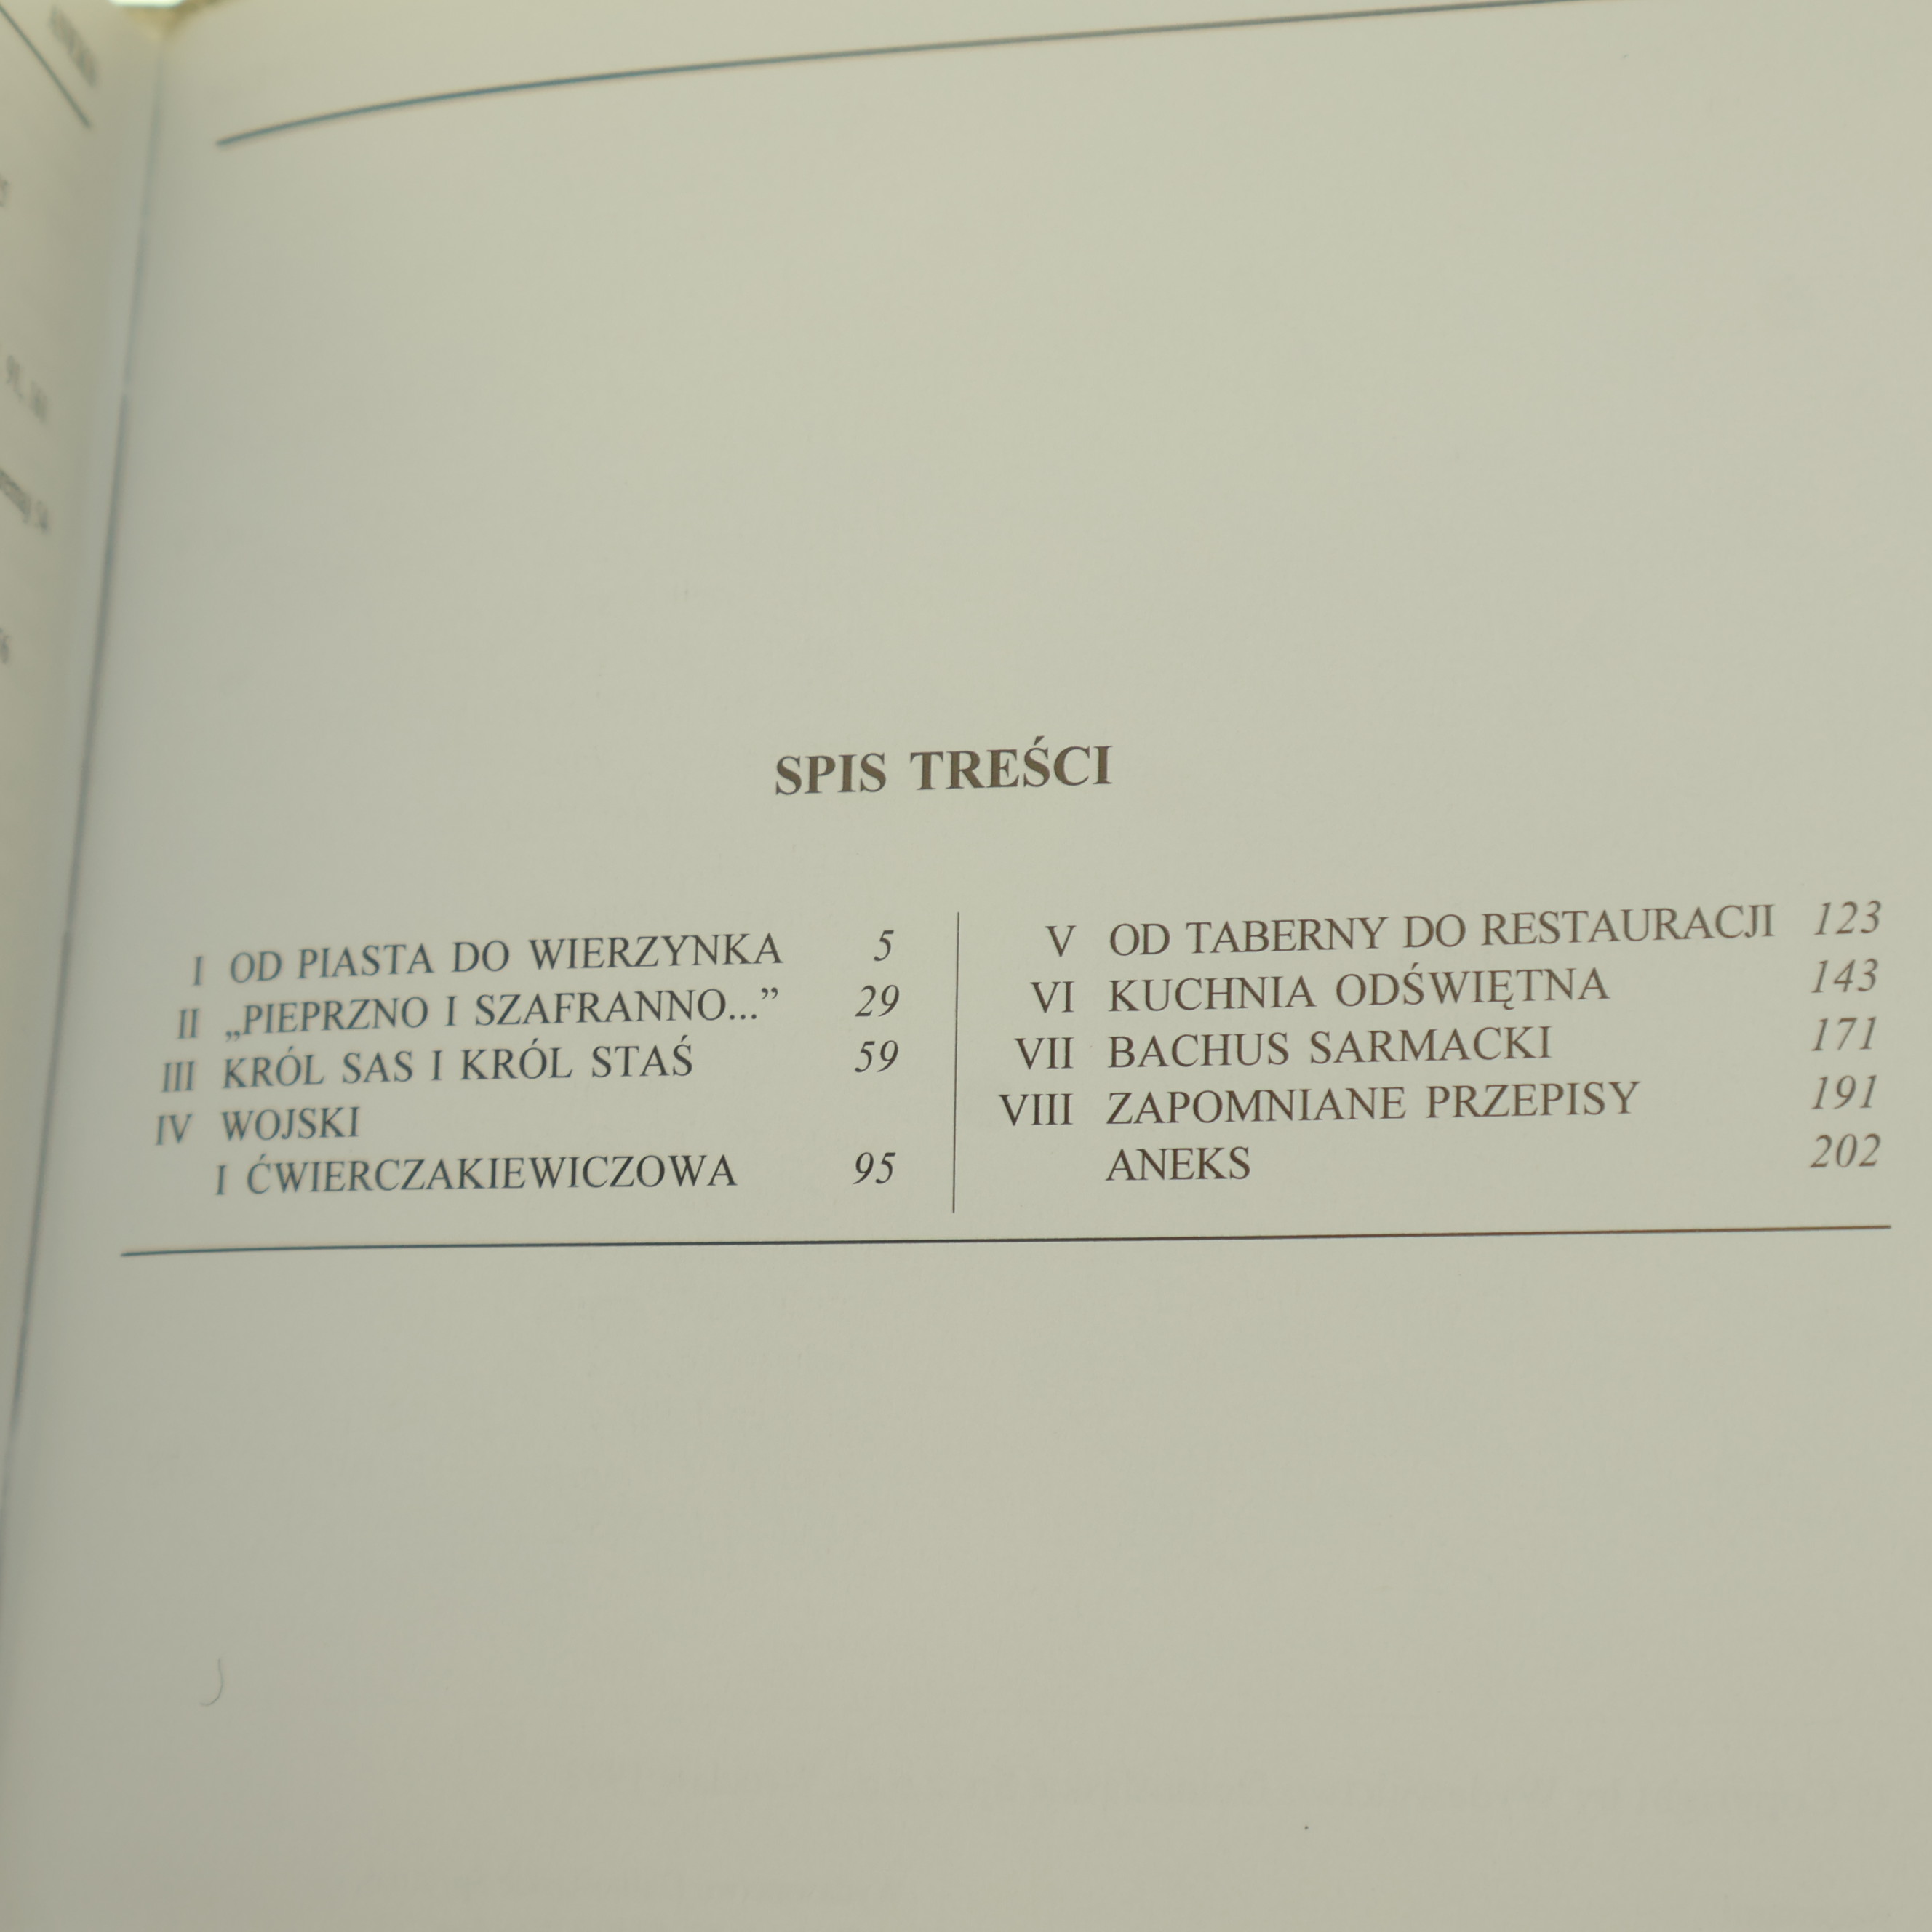 SPIS TREŚCI
I OD PIASTA DO WIERZYNKA 5
II „PIEPRZNO I SZAFRANNO...” 29
III KRÓL SAS I KRÓL STAŚ 59
IV WOJSKI
I ĆWIERCZAKIEWICZOWA 95
V OD TABERNY DO RESTAURACJI 123
VI KUCHNIA ODŚWIĘTNA 143
VII BACHUS SARMACKI 171
VIII ZAPOMNIANE PRZEPISY 191
ANEKS 202